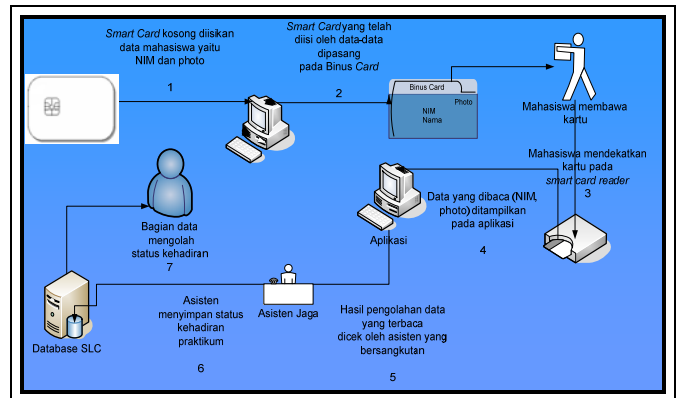 Smart Card kosong diisikan
data mahasiswa yaitu
NIM dan photo
1
Smart Card yang telah
diisi oleh data-data
dipasang
pada Binus Card
2
Binus Card
Photo
NIM
Nama
Mahasiswa membawa
kartu
Mahasiswa mendekatkan
kartu pada
smart card reader
3
Data yang dibaca (NIM,
photo) ditampilkan
pada aplikasi
4
Aplikasi
Hasil pengolahan data
yang terbaca
dicek oleh asisten yang
bersangkutan
5
Asisten Jaga
Asisten
menyimpan status
kehadiran
praktikum
6
Database SLC
Bagian data
mengolah
status kehadiran
7